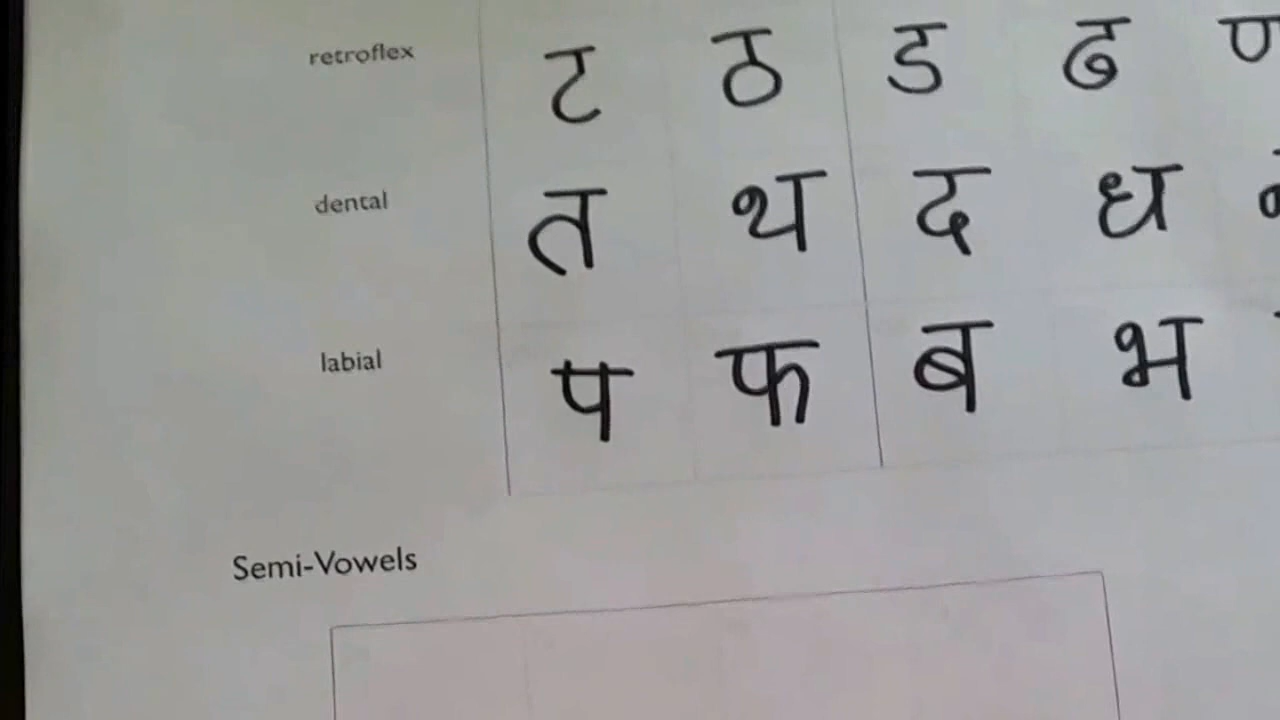 retroflex ट ठ ड ढ ण
dental त थ द ध
labial प फ ब भ
Semi-Vowels